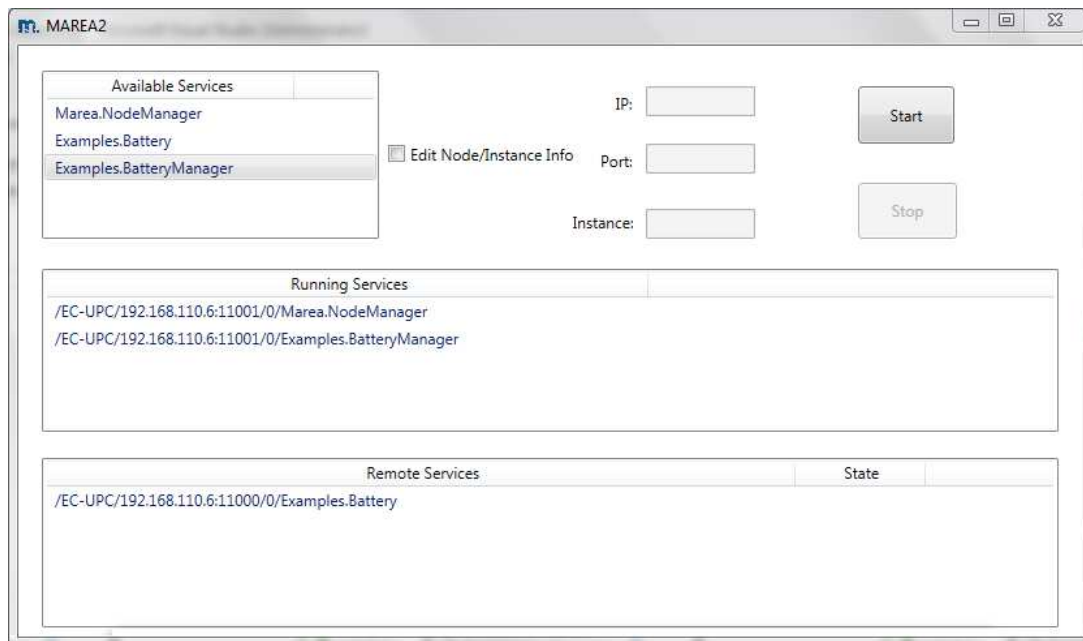 m. MAREA2
Available Services
Marea.NodeManager
Examples.Battery
Examples.BatteryManager
Edit Node/Instance Info
IP:
Port:
Instance:
Start
Stop
Running Services
/EC-UPC/192.168.110.6:11001/0/Marea.NodeManager
/EC-UPC/192.168.110.6:11001/0/Examples.BatteryManager
Remote Services State
/EC-UPC/192.168.110.6:11000/0/Examples.Battery